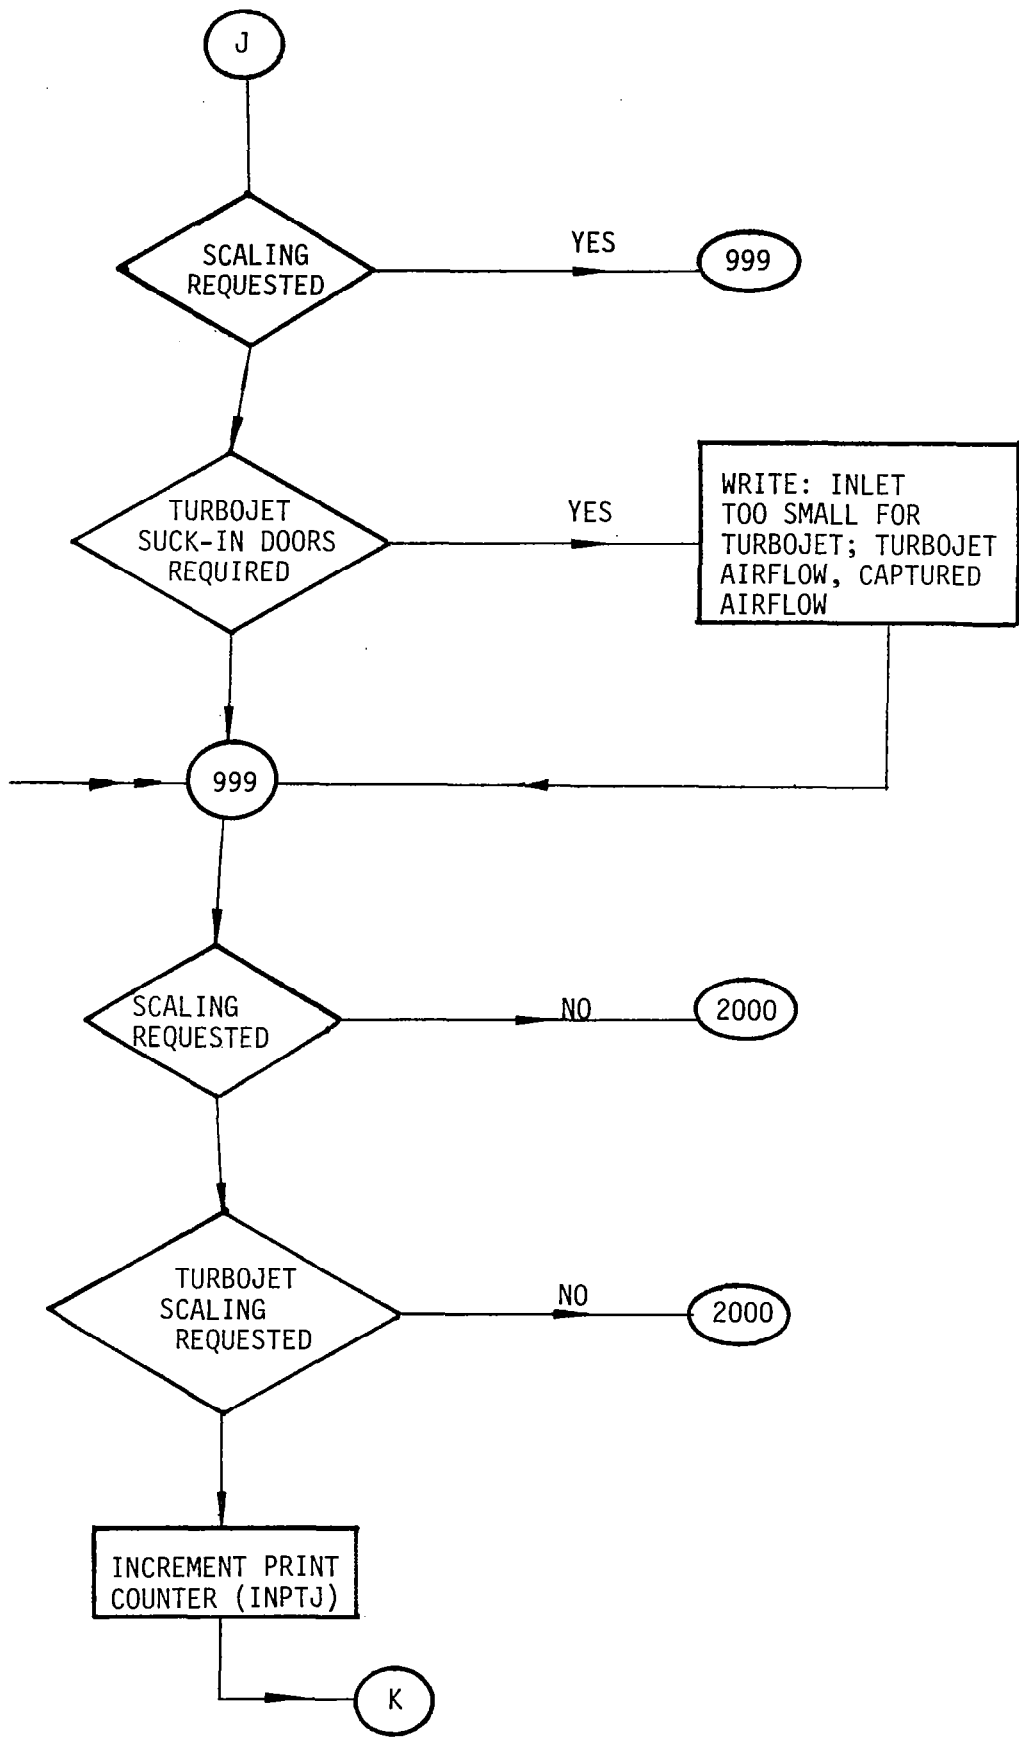 J
SCALING
REQUESTED
YES
999
TURBOJET
SUCK-IN DOORS
REQUIRED
YES
WRITE: INLET
TOO SMALL FOR
TURBOJET; TURBOJET
AIRFLOW, CAPTURED
AIRFLOW
999
SCALING
REQUESTED
NO
2000
TURBOJET
SCALING
REQUESTED
NO
2000
INCREMENT PRINT
COUNTER (INPTJ)
K